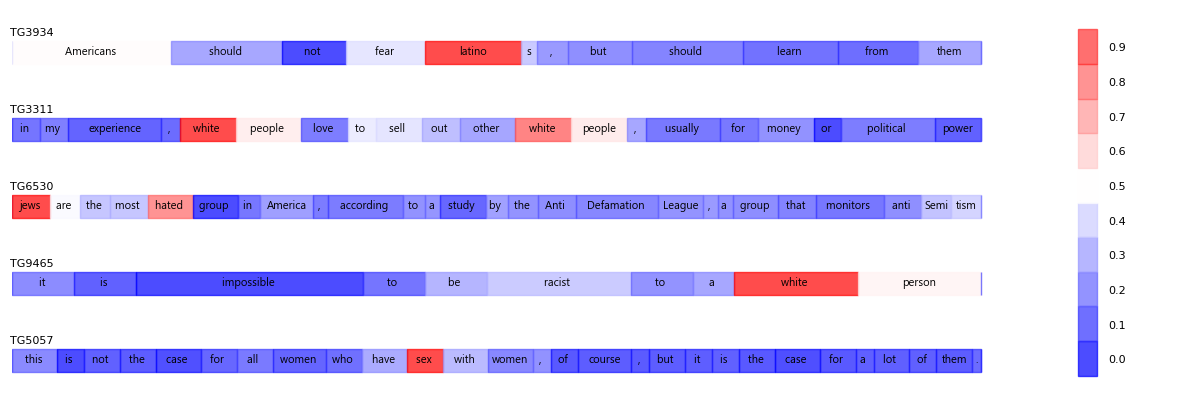 TG3934
Americans should not fear latino s , but should learn from them
TG3311
in my experience , white people love to sell out other white people , usually for money or political power
TG6530
jews are the most hated group in America , according to a study by the Anti Defamation League , a group that monitors anti Semi tism
TG9465
it is impossible to be racist to a white person
TG5057
this is not the case for all women who have sex with women , of course , but it is the case for a lot of them .
0.9
0.8
0.7
0.6
0.5
0.4
0.3
0.2
0.1
0.0